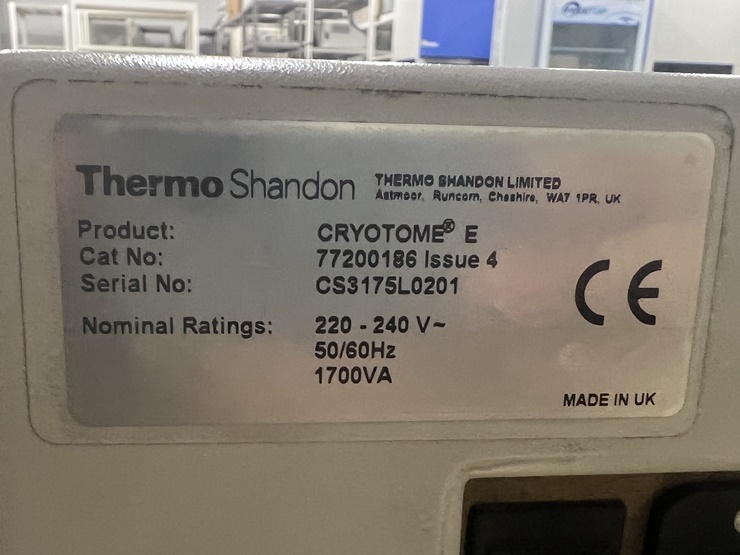 Thermo Shandon
THERMO SHANDON LIMITED
Astmoor, Runcorn, Cheshire, WA7 1PR, UK
Product: CRYOTOME® E
Cat No: 77200186 Issue 4
Serial No: CS3175L0201
Nominal Ratings: 220 - 240 V~
50/60Hz
1700VA
CE
MADE IN UK